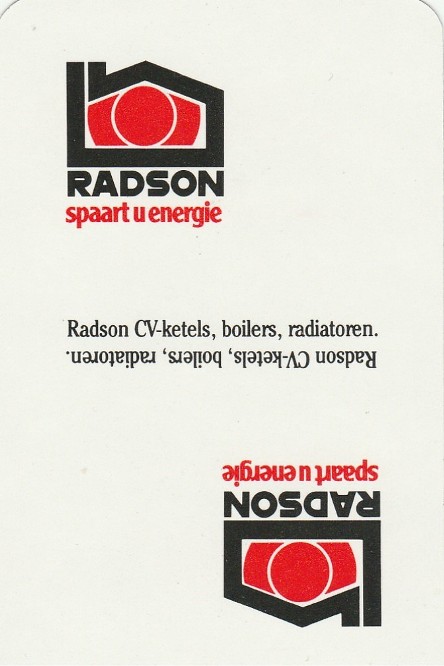 RADSON
spaart u energie
Radson CV-ketels, boilers, radiatoren.
Radson CV-ketels, boilers, radiatoren.
spaart u energie
RADSON